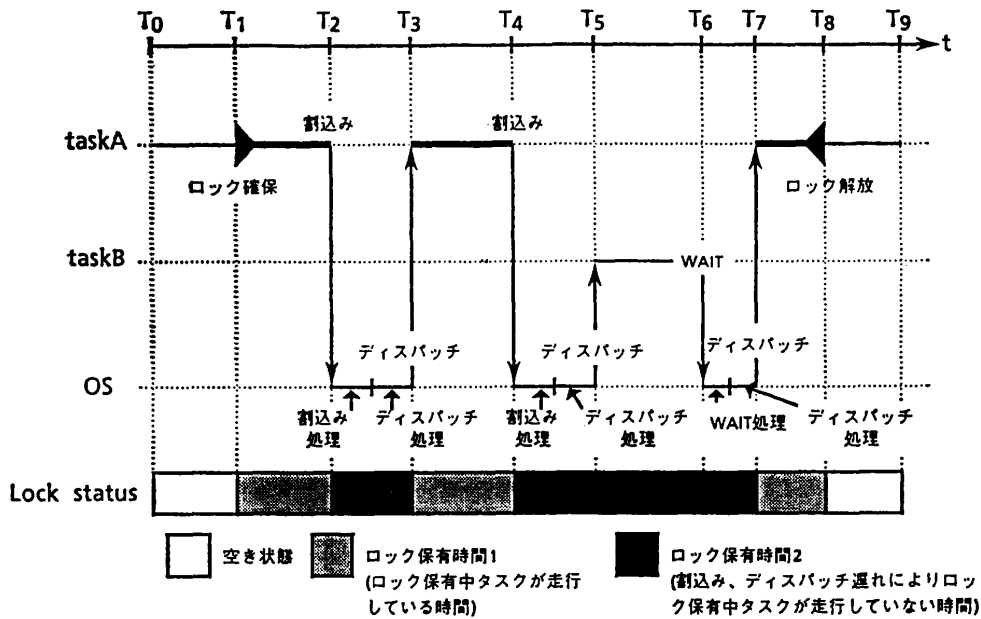 T0 T1 T2 T3 T4 T5 T6 T7 T8 T9
t
割込み 割込み
taskA
ロック確保 ロック解放
taskB WAIT
ディスパッチ ディスパッチ ディスパッチ
OS
割込み処理 ディスパッチ処理 割込み処理 ディスパッチ処理 WAIT処理 ディスパッチ処理
Lock status
空き状態
ロック保有時間1
(ロック保有中タスクが走行
している時間)
ロック保有時間2
(割込み、ディスパッチ遅れによりロッ
ク保有中タスクが走行していない時間)